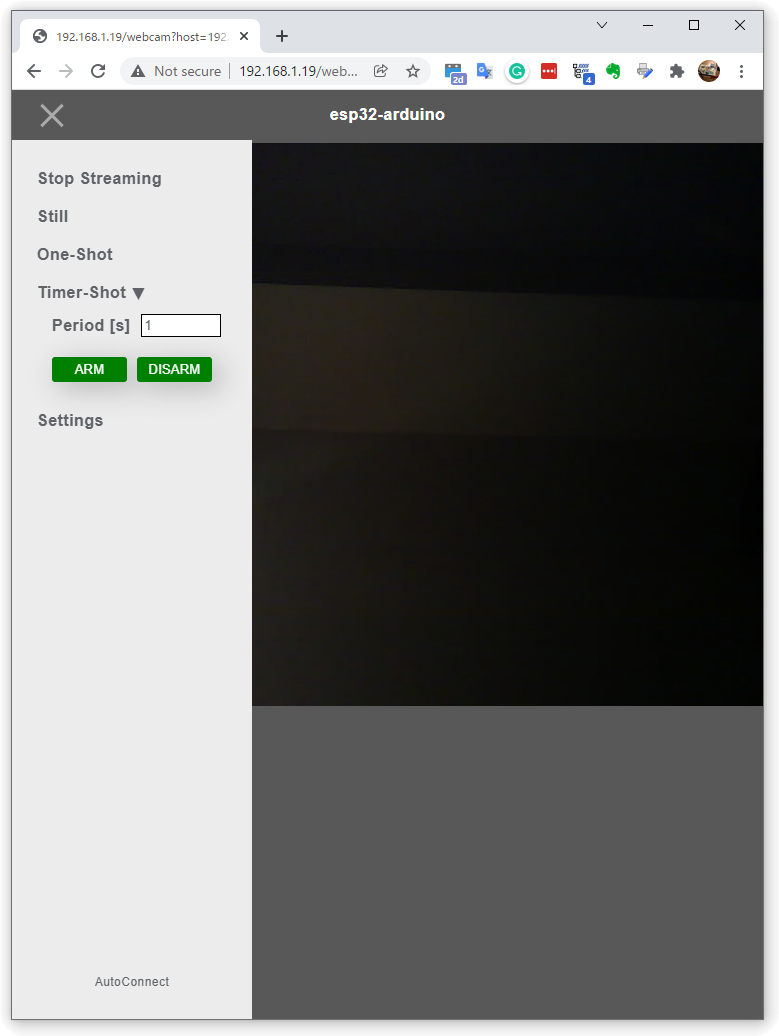 192.168.1.19/webcam?host=192.
Not secure
192.168.1.19/web...
2d
G
4
esp32-arduino
Stop Streaming
Still
One-Shot
Timer-Shot ▼
Period [s] 1
ARM DISARM
Settings
AutoConnect